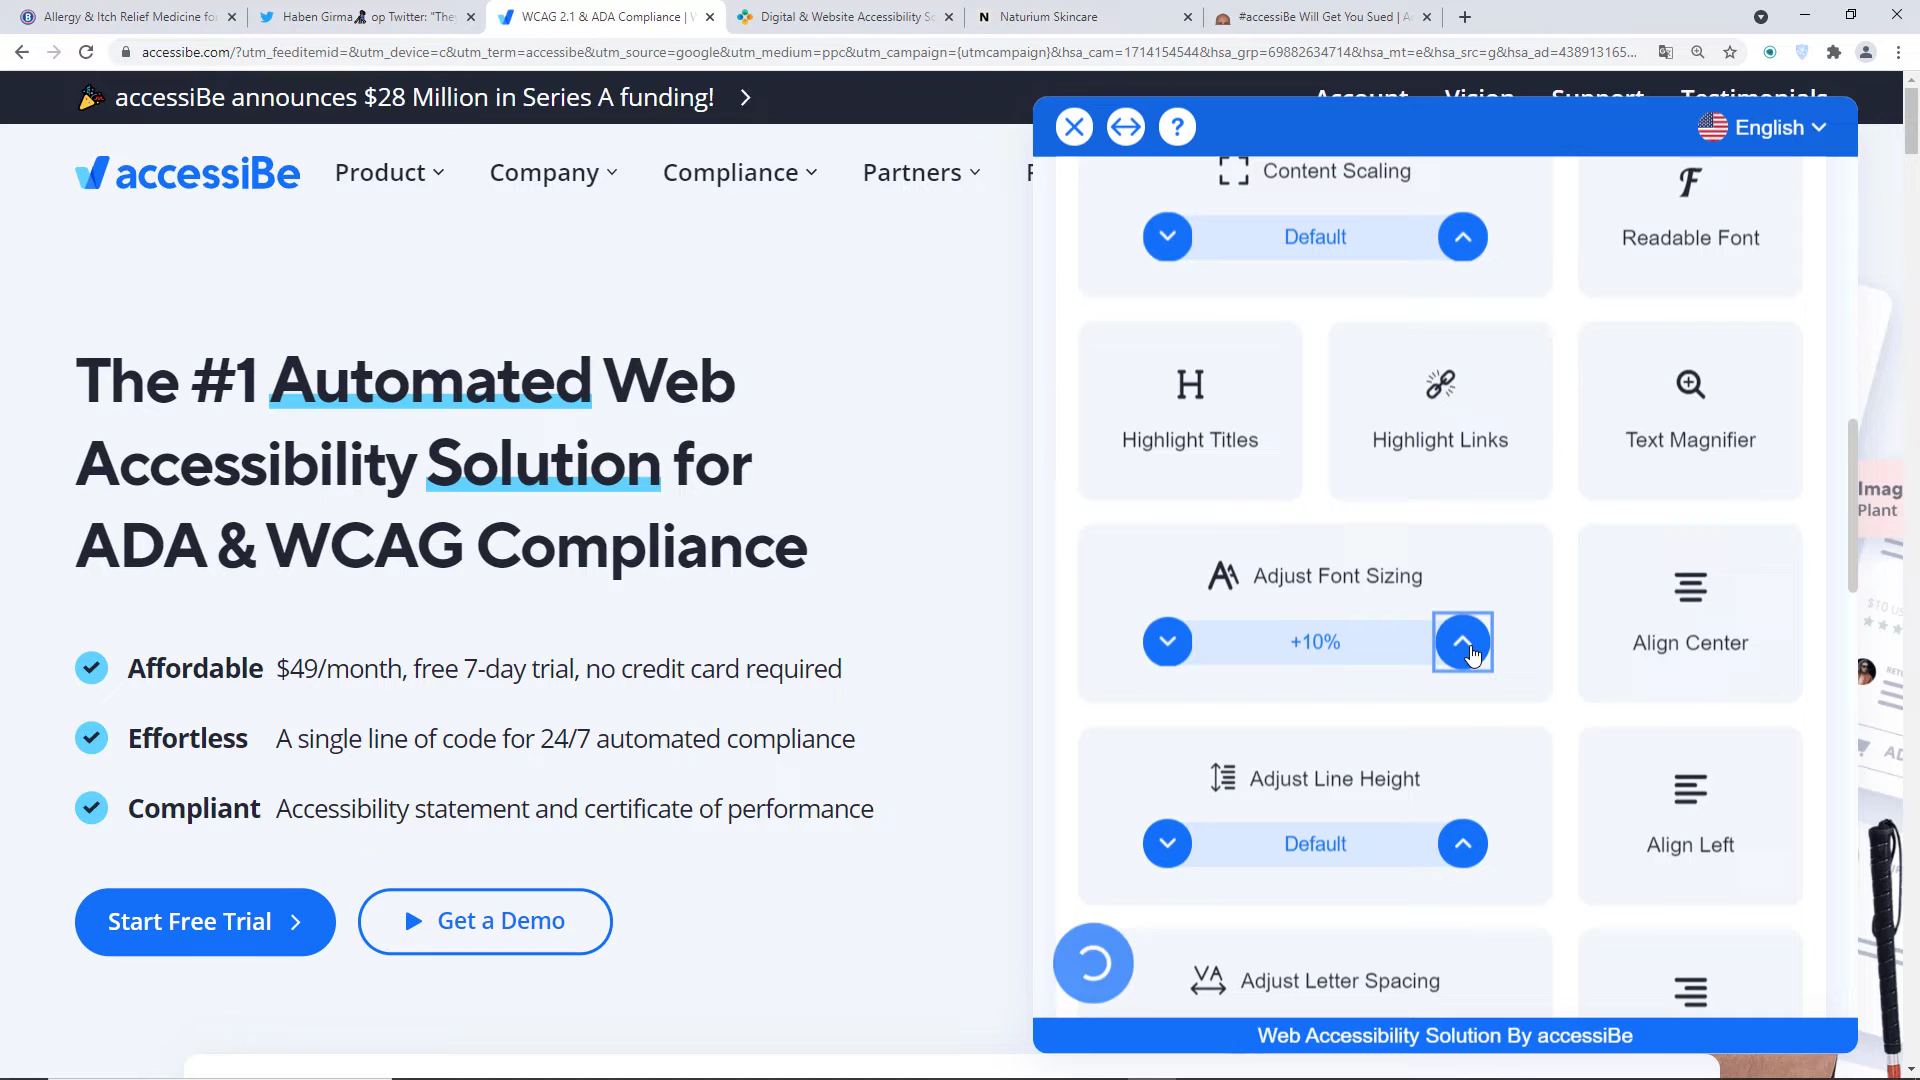 Allergy & Itch Relief Medicine fo
Haben Girma op Twitter: "The
WCAG 2.1 & ADA Compliance | W
Digital & Website Accessibility So
Naturium Skincare
#accessiBe Will Get You Sued | A
accessibe.com/?utm_feeditemid=&utm_device=c&utm_term=accessibe&utm_source=google&utm_medium=ppc&utm_campaign={utmcampaign}&hsa_cam=1714154544&hsa_grp=69882634714&hsa_mt=e&hsa_src=g&hsa_ad=438913165...
accessiBe announces $28 Million in Series A funding!
Account Vision Support Testimonials
accessiBe
Product
Company
Compliance
Partners
English
Content Scaling
Default
Readable Font
The #1 Automated Web
Accessibility Solution for
ADA & WCAG Compliance
Highlight Titles
Highlight Links
Text Magnifier
Imag
Plant
Adjust Font Sizing
+10%
Align Center
Affordable $49/month, free 7-day trial, no credit card required
Effortless A single line of code for 24/7 automated compliance
Compliant Accessibility statement and certificate of performance
Adjust Line Height
Default
Align Left
Start Free Trial
Get a Demo
Adjust Letter Spacing
Web Accessibility Solution By accessiBe